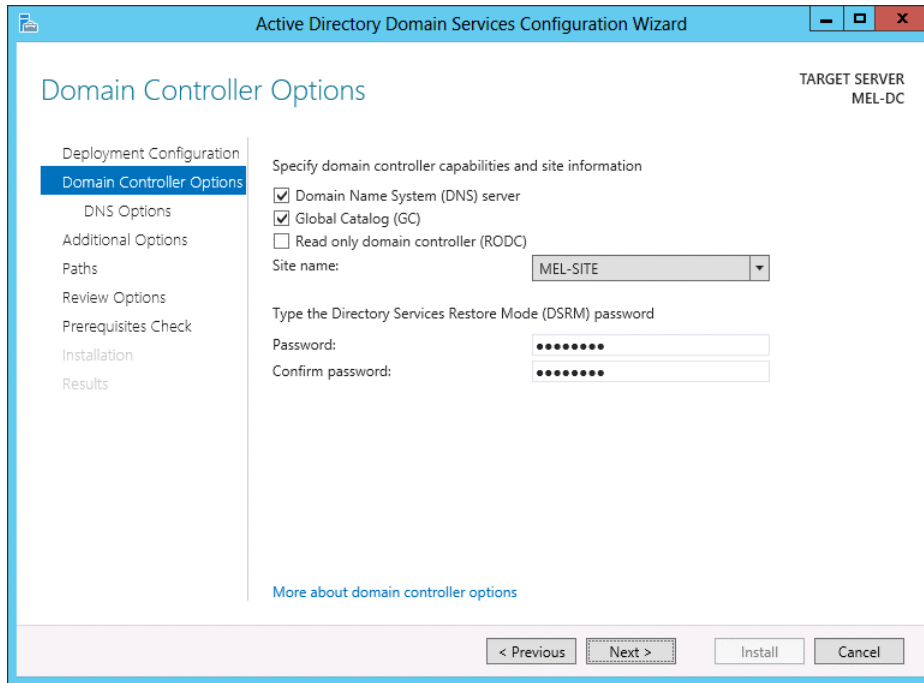 Active Directory Domain Services Configuration Wizard
Domain Controller Options
TARGET SERVER
MEL-DC
Deployment Configuration
Domain Controller Options
DNS Options
Additional Options
Paths
Review Options
Prerequisites Check
Installation
Results
Specify domain controller capabilities and site information
Domain Name System (DNS) server
Global Catalog (GC)
Read only domain controller (RODC)
Site name: MEL-SITE
Type the Directory Services Restore Mode (DSRM) password
Password: ●●●●●●●●
Confirm password: ●●●●●●●●
More about domain controller options
< Previous Next > Install Cancel